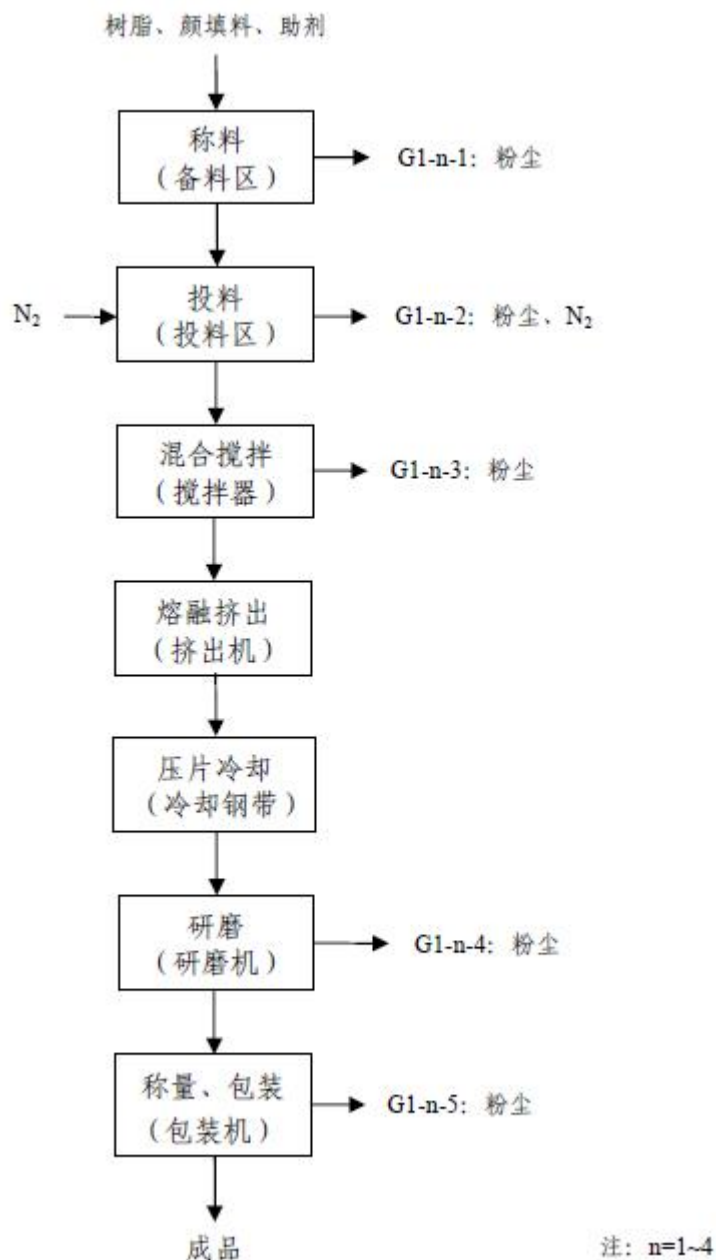 树脂、颜填料、助剂
称料
（备料区）
G1-n-1：粉尘
N₂
投料
（投料区）
G1-n-2：粉尘、N₂
混合搅拌
（搅拌器）
G1-n-3：粉尘
熔融挤出
（挤出机）
压片冷却
（冷却钢带）
研磨
（研磨机）
G1-n-4：粉尘
称量、包装
（包装机）
G1-n-5：粉尘
成品
注：n=1~4